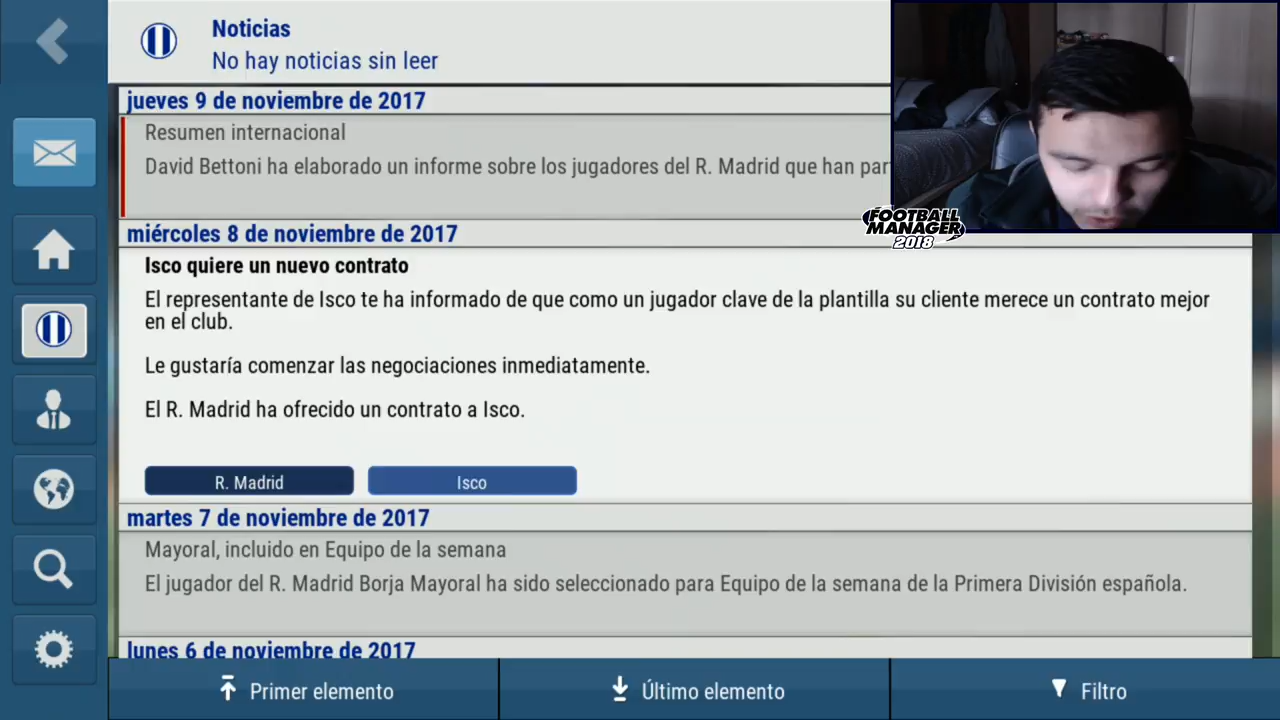 Noticias
No hay noticias sin leer
jueves 9 de noviembre de 2017
Resumen internacional
David Bettoni ha elaborado un informe sobre los jugadores del R. Madrid que han par
FOOTBALL
MANAGER
2018
miércoles 8 de noviembre de 2017
Isco quiere un nuevo contrato
El representante de Isco te ha informado de que como un jugador clave de la plantilla su cliente merece un contrato mejor
en el club.
Le gustaría comenzar las negociaciones inmediatamente.
El R. Madrid ha ofrecido un contrato a Isco.
R. Madrid
Isco
martes 7 de noviembre de 2017
Mayoral, incluido en Equipo de la semana
El jugador del R. Madrid Borja Mayoral ha sido seleccionado para Equipo de la semana de la Primera División española.
lunes 6 de noviembre de 2017
Primer elemento
Último elemento
Filtro